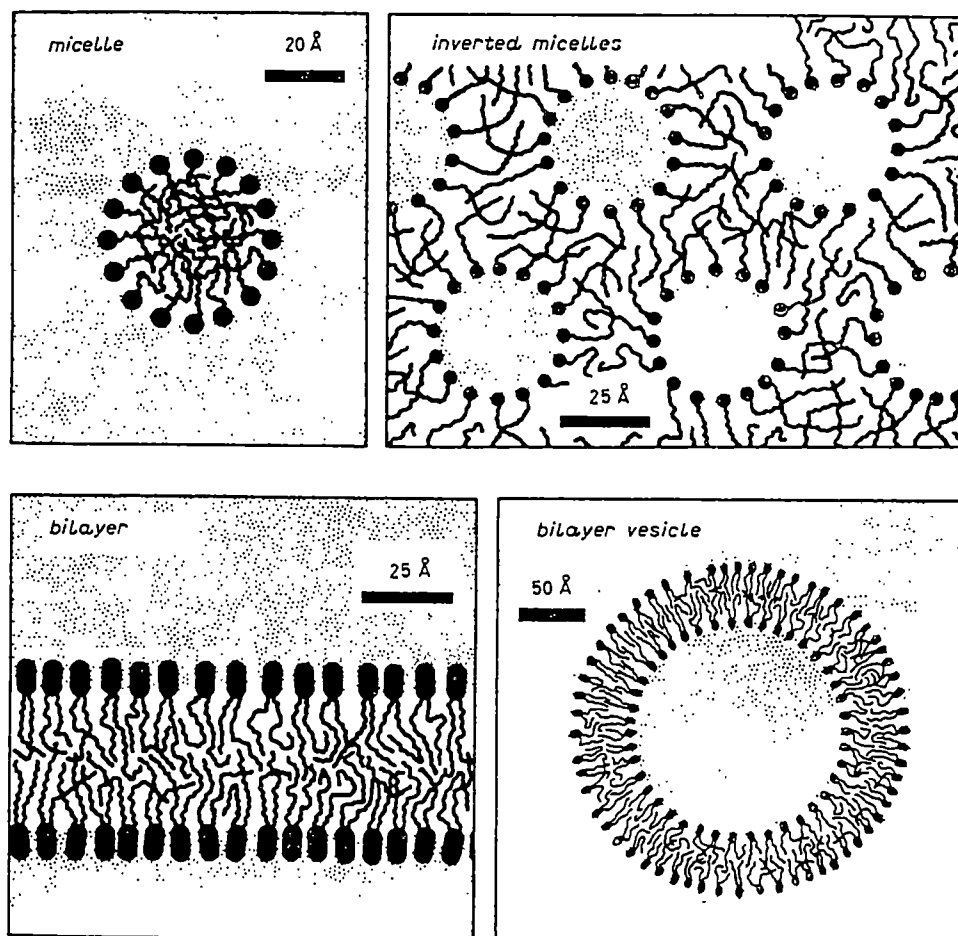 micelle
20 Å
inverted micelles
25 Å
bilayer
25 Å
bilayer vesicle
50 Å